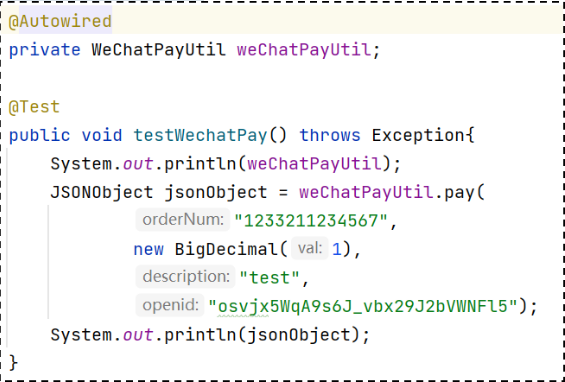 @Autowired
private WeChatPayUtil weChatPayUtil;
@Test
public void testWechatPay() throws Exception{
System.out.println(weChatPayUtil);
JSONObject jsonObject = weChatPayUtil.pay(
orderNum: "1233211234567",
new BigDecimal( val: 1),
description: "test",
openid: "osvjx5WqA9s6J_vbx29J2bVWNFl5");
System.out.println(jsonObject);
}